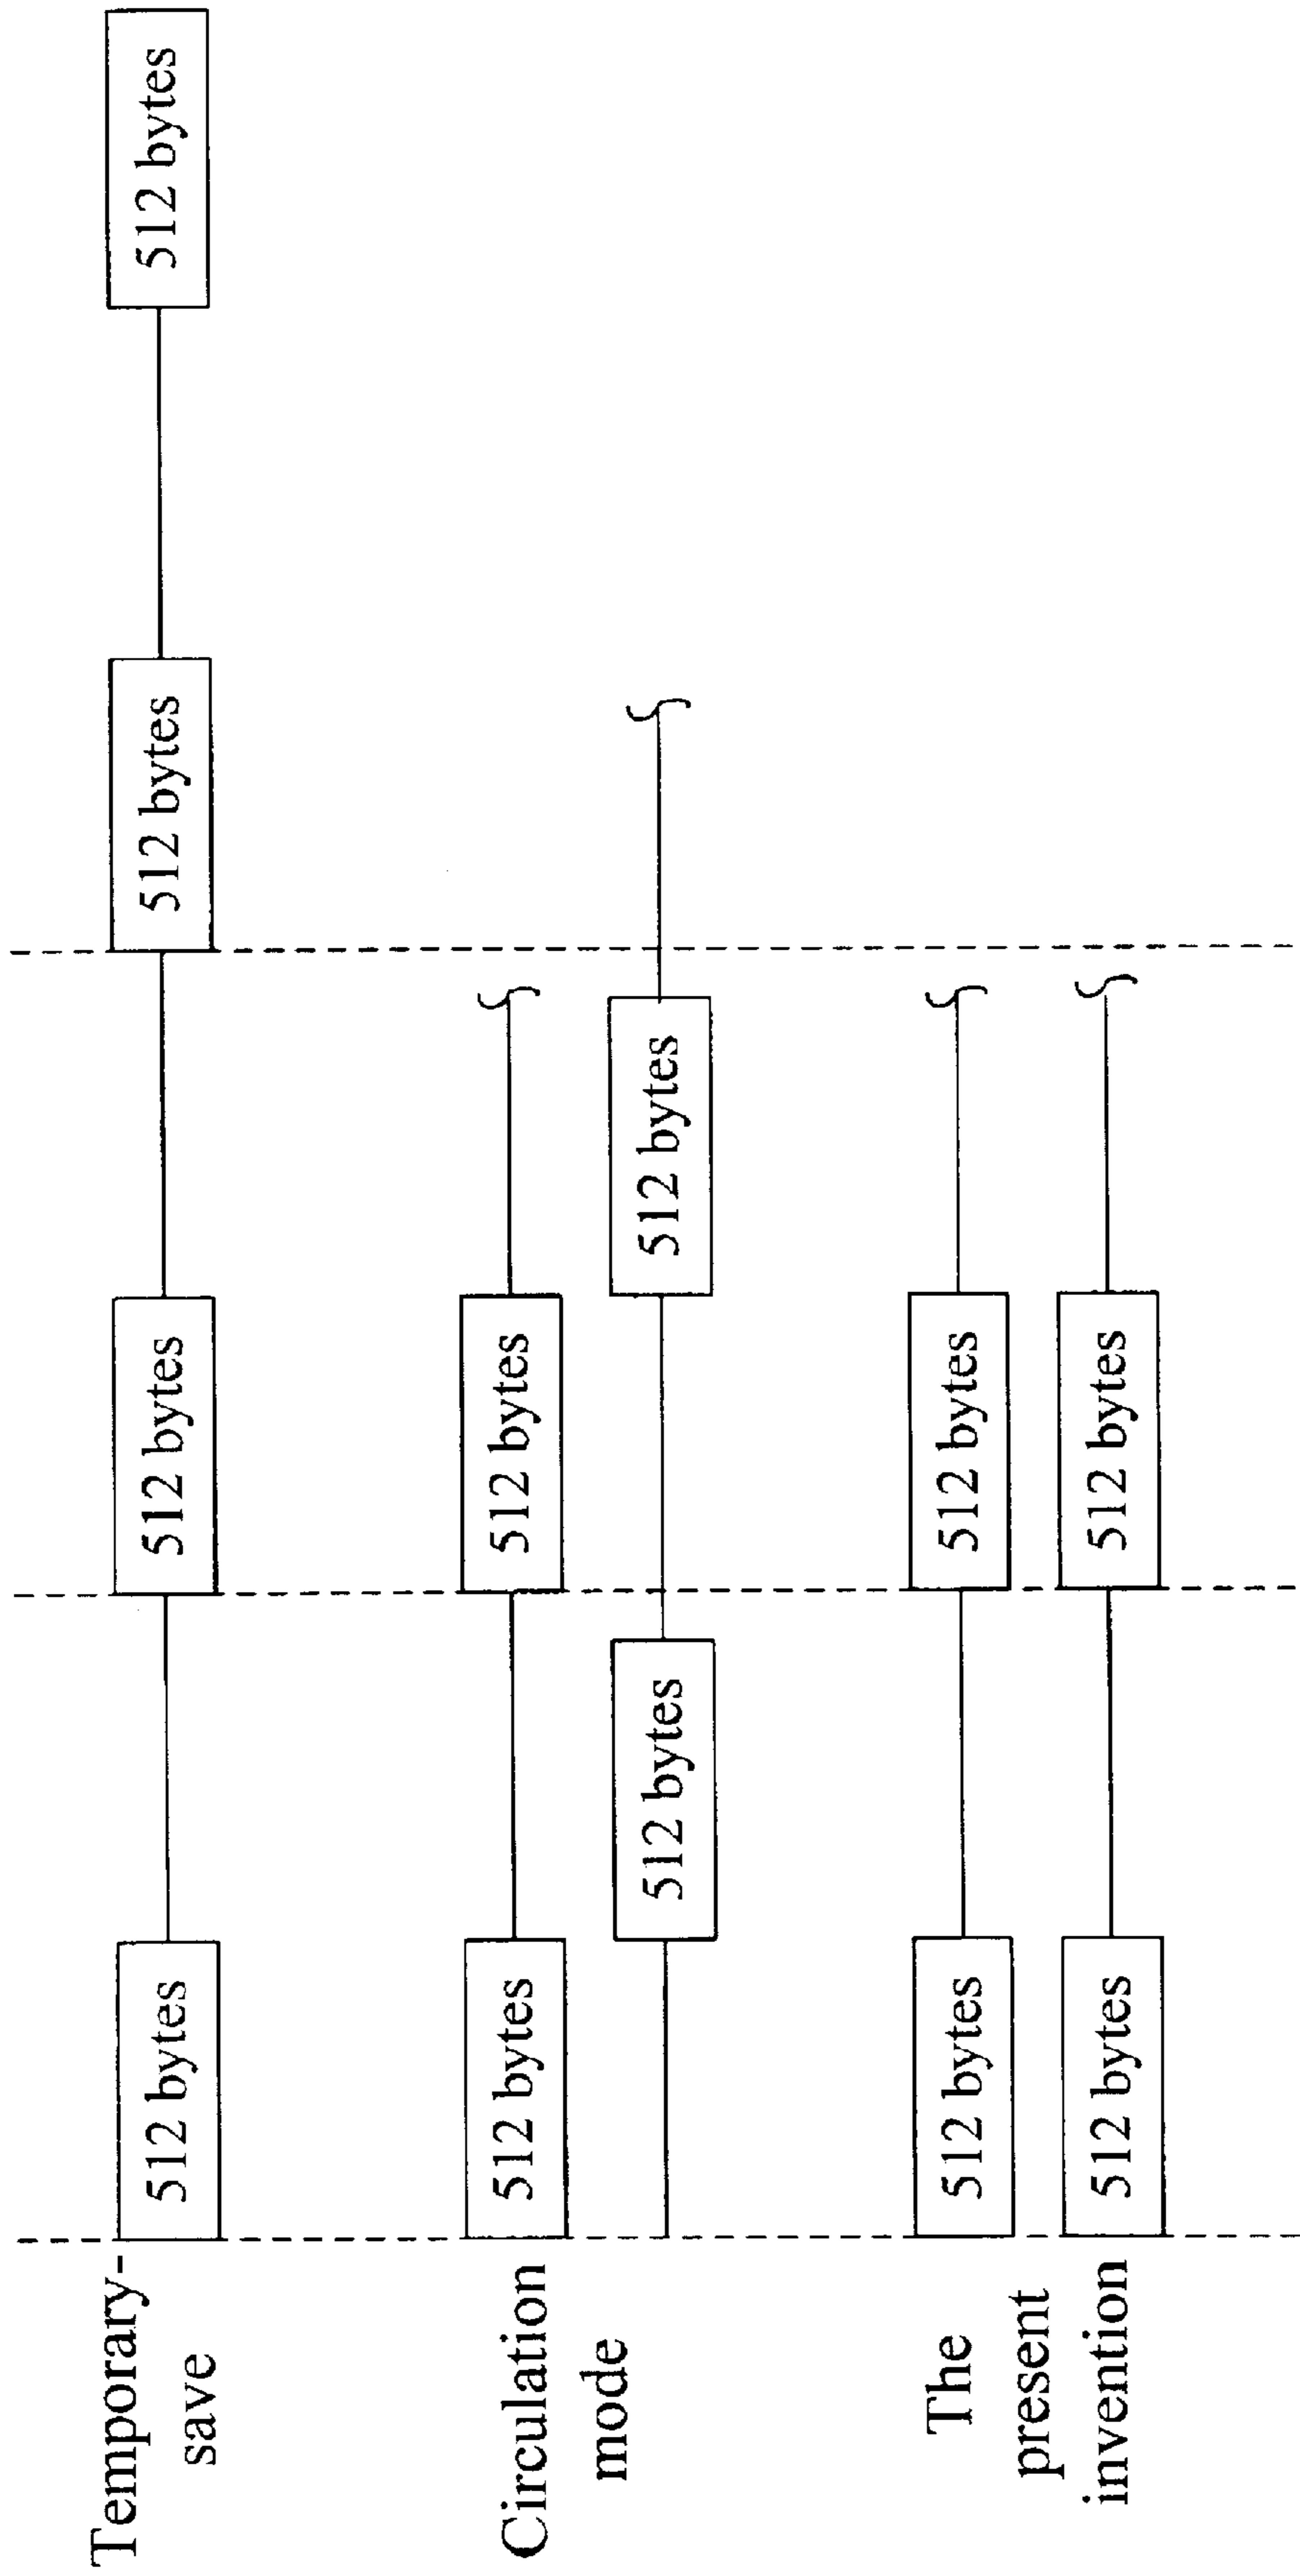 Temporary-
save
512 bytes
512 bytes
512 bytes
512 bytes
Circulation
mode
512 bytes
512 bytes
512 bytes
512 bytes
The
present
invention
512 bytes
512 bytes
512 bytes
512 bytes